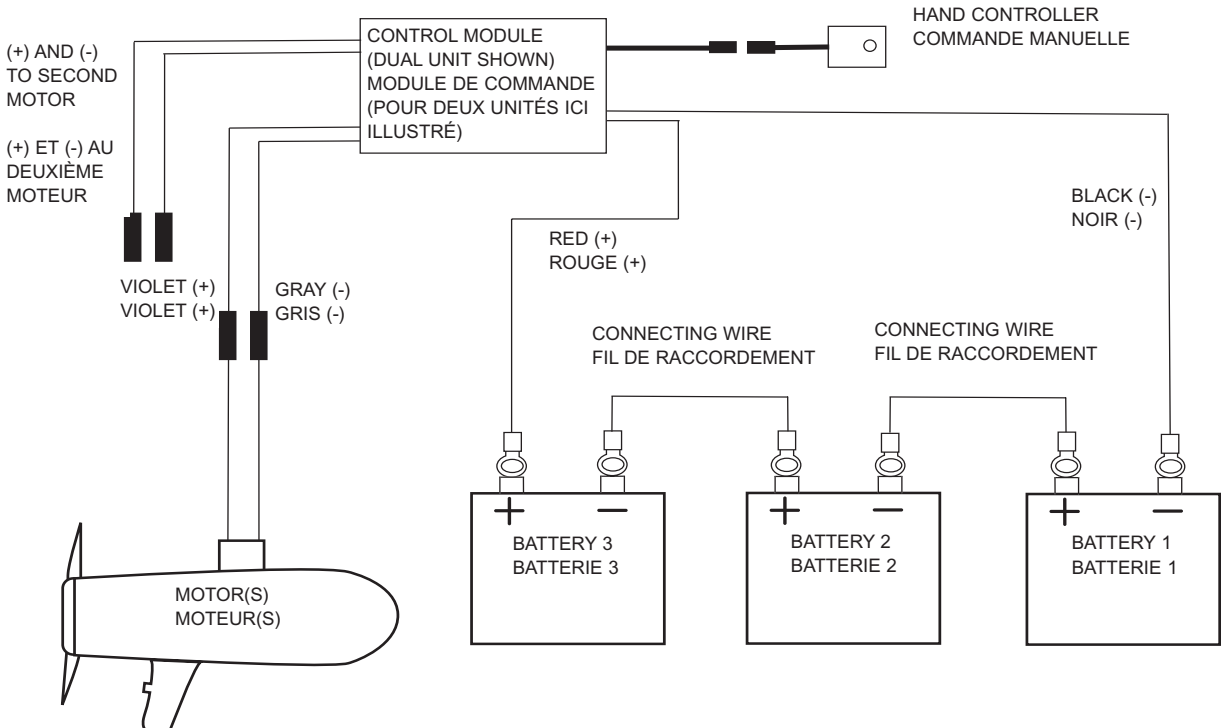 HAND CONTROLLER
COMMANDE MANUELLE
CONTROL MODULE
(DUAL UNIT SHOWN)
MODULE DE COMMANDE
(POUR DEUX UNITÉS ICI
ILLUSTRÉ)
(+) AND (-)
TO SECOND
MOTOR
(+) ET (-) AU
DEUXIÈME
MOTEUR
BLACK (-)
NOIR (-)
RED (+)
ROUGE (+)
VIOLET (+)
VIOLET (+)
GRAY (-)
GRIS (-)
CONNECTING WIRE
FIL DE RACCORDEMENT
CONNECTING WIRE
FIL DE RACCORDEMENT
+ —
BATTERY 3
BATTERIE 3
+ —
BATTERY 2
BATTERIE 2
+ —
BATTERY 1
BATTERIE 1
MOTOR(S)
MOTEUR(S)